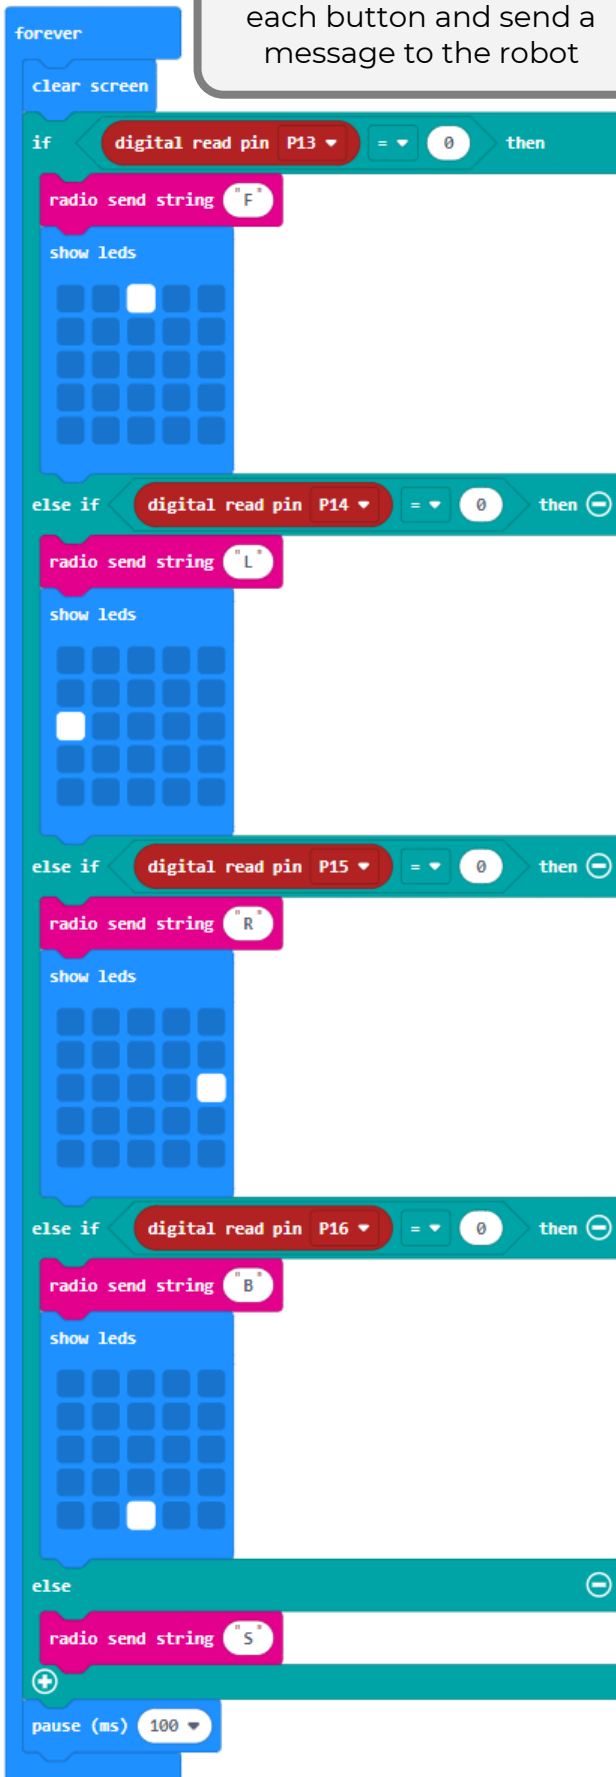 each button and send a
message to the robot
forever
clear screen
if digital read pin P13 = 0 then
radio send string "F"
show leds
else if digital read pin P14 = 0 then
radio send string "L"
show leds
else if digital read pin P15 = 0 then
radio send string "R"
show leds
else if digital read pin P16 = 0 then
radio send string "B"
show leds
else
radio send string "S"
pause (ms) 100